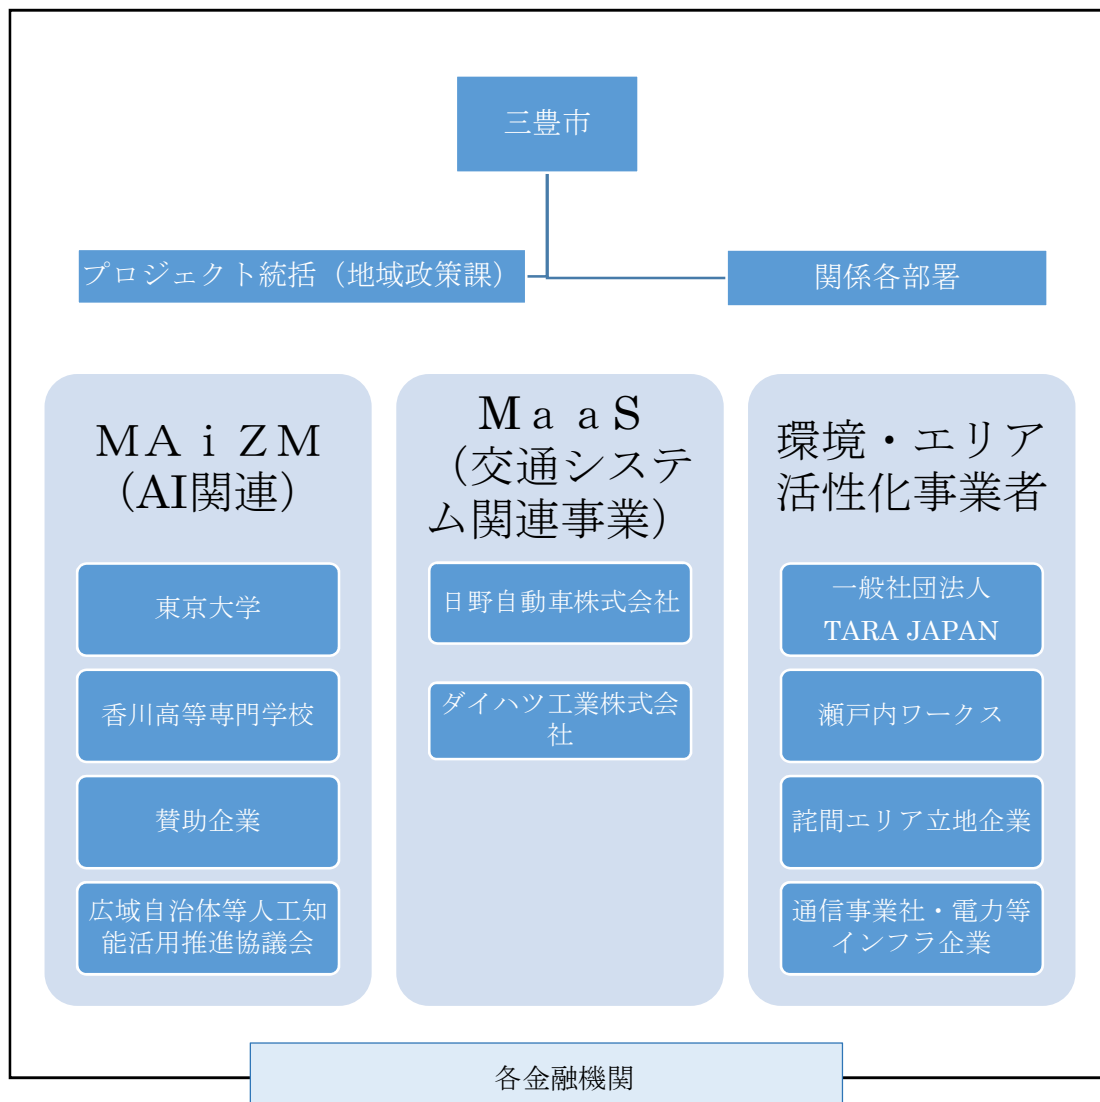 三豊市
プロジェクト統括（地域政策課）
関係各部署
ＭＡｉＺＭ
（AI関連）
東京大学
香川高等専門学校
賛助企業
広域自治体等人工知
能活用推進協議会
ＭａａＳ
（交通システ
ム関連事業）
日野自動車株式会社
ダイハツ工業株式会
社
環境・エリア
活性化事業者
一般社団法人
TARA JAPAN
瀬戸内ワークス
詫間エリア立地企業
通信事業社・電力等
インフラ企業
各金融機関